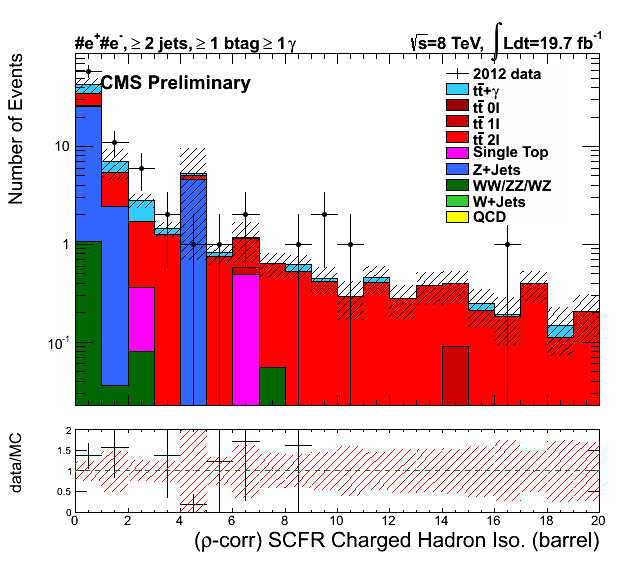 #e⁺#e⁻, ≥ 2 jets, ≥ 1 btag ≥ 1γ
√s=8 TeV, ∫Ldt=19.7 fb⁻¹
CMS Preliminary
2012 data
tt̄+γ
tt̄ 0l
tt̄ 1l
tt̄ 2l
Single Top
Z+Jets
WW/ZZ/WZ
W+Jets
QCD
Number of Events
10
1
10⁻¹
data/MC
2
1.5
1
0.5
0
0 2 4 6 8 10 12 14 16 18 20
(ρ-corr) SCFR Charged Hadron Iso. (barrel)